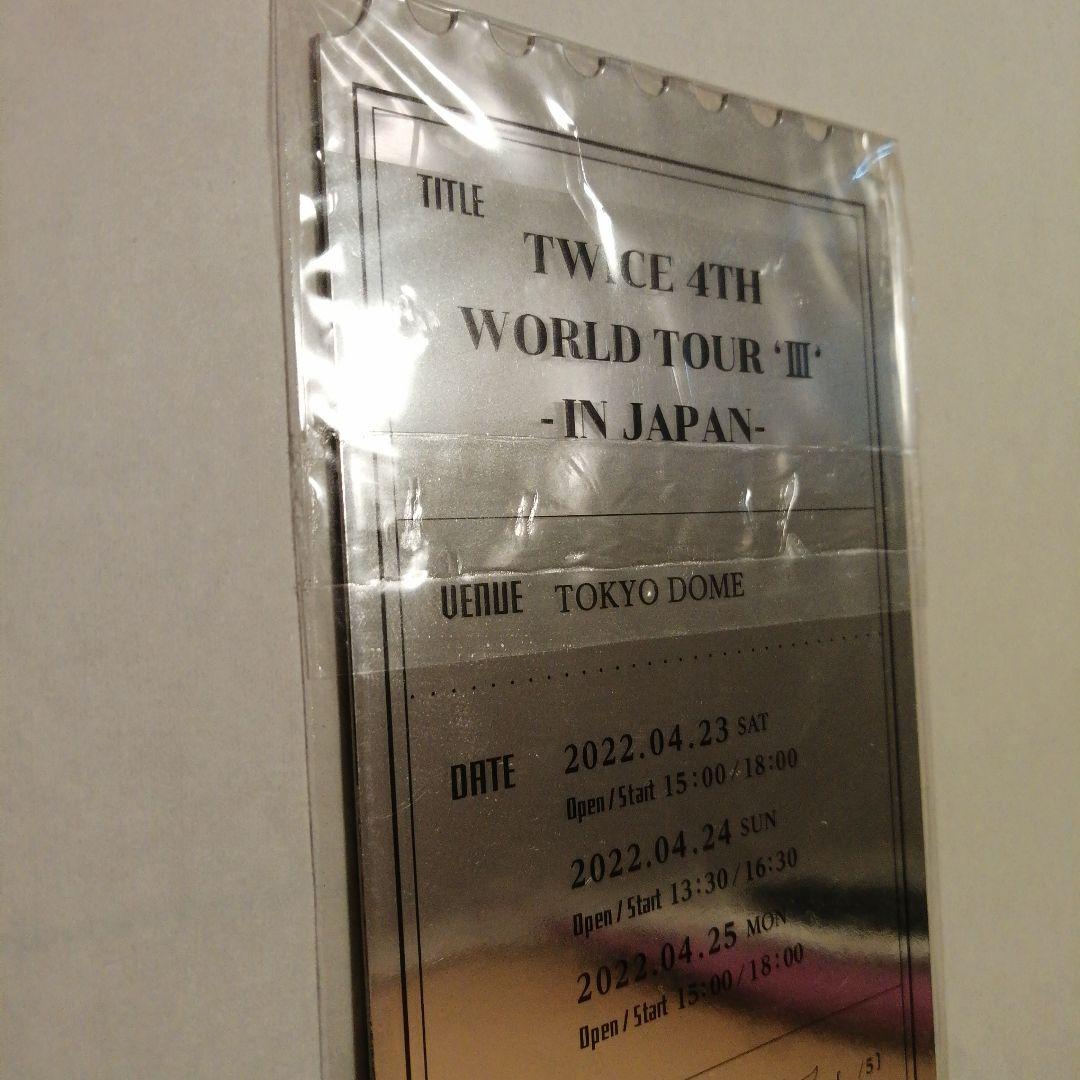 TITLE
TWICE 4TH
WORLD TOUR ‘Ⅲ‘
-IN JAPAN-
VENUE TOKYO DOME
DATE 2022.04.23 SAT
Open/Start 15:00/18:00
2022.04.24 SUN
Open/Start 13:30/16:30
2022.04.25 MON
Open/Start 15:00/18:00